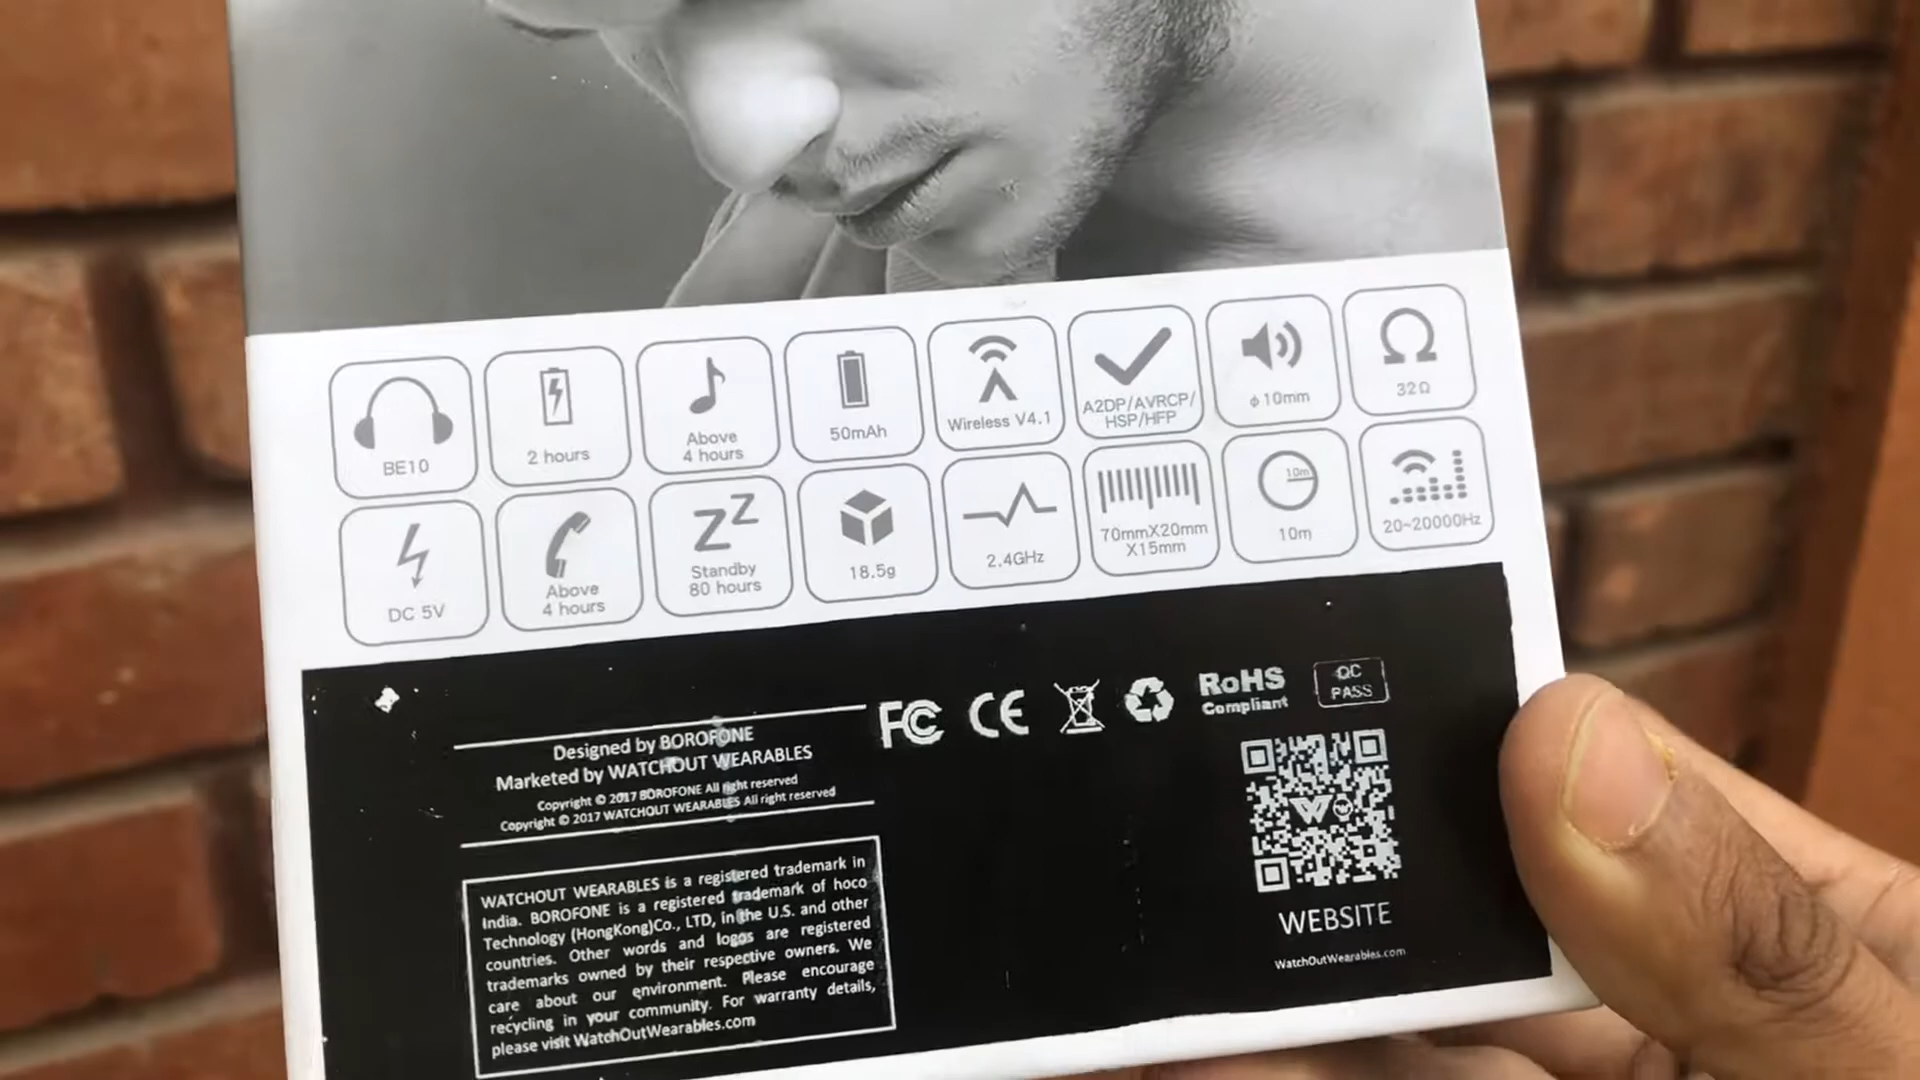 BE10
2 hours
Above
4 hours
50mAh
Wireless V4.1
A2DP/AVRCP/
HSP/HFP
ϕ10mm
32Ω
DC 5V
Above
4 hours
Standby
80 hours
18.5g
2.4GHz
70mmX20mm
X15mm
10m
10m
20~20000Hz
Designed by BOROFONE
Marketed by WATCHOUT WEARABLES
Copyright © 2017 BOROFONE All right reserved
Copyright © 2017 WATCHOUT WEARABLES All right reserved
FC CE RoHS
Compliant
QC
PASS
WATCHOUT WEARABLES is a registered trademark in
India. BOROFONE is a registered trademark of hoco
Technology (HongKong)Co., LTD, in the U.S. and other
countries. Other words and logos are registered
trademarks owned by their respective owners. We
care about our environment. Please encourage
recycling in your community. For warranty details,
please visit WatchOutWearables.com
WEBSITE
WatchOutWearables.com